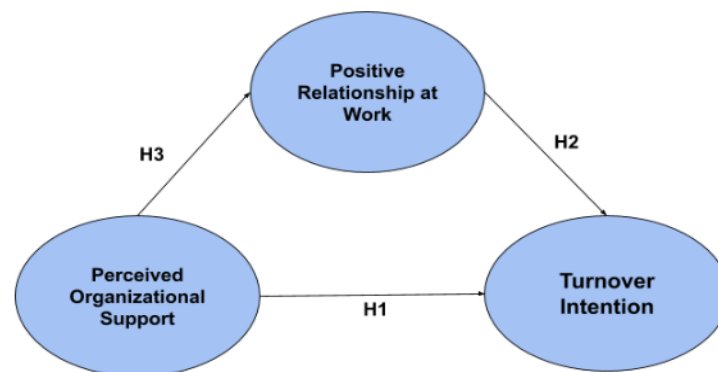 Positive
Relationship at
Work
H3
H2
Perceived
Organizational
Support
H1
Turnover
Intention